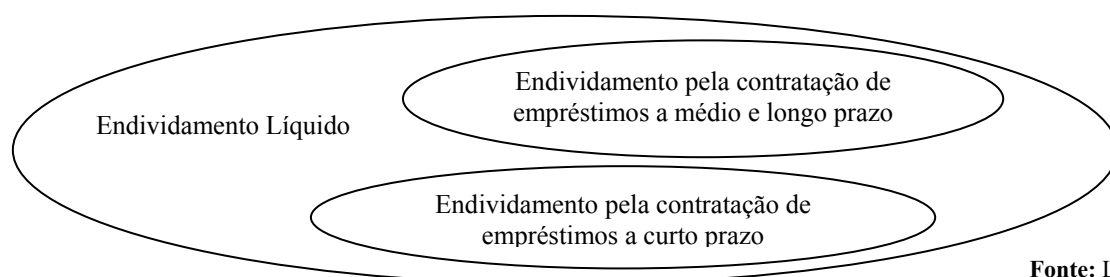 Endividamento pela contratação de
empréstimos a médio e longo prazo
Endividamento Líquido
Endividamento pela contratação de
empréstimos a curto prazo
Fonte: